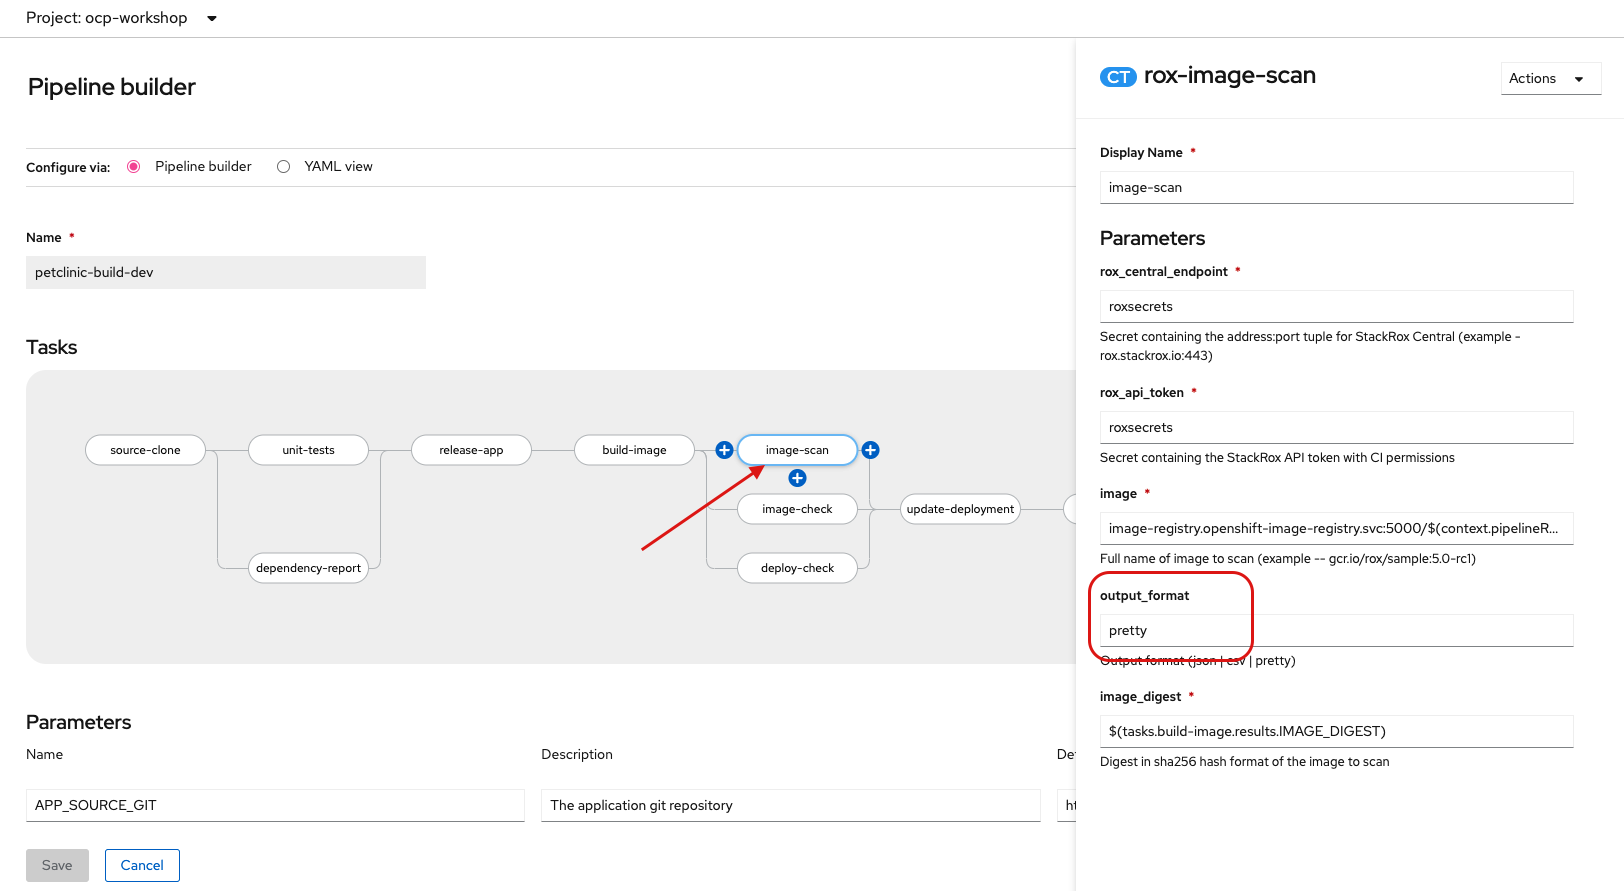 Project: ocp-workshop
Pipeline builder
Configure via:
Pipeline builder
YAML view
Name *
petclinic-build-dev
Tasks
source-clone
unit-tests
release-app
build-image
image-scan
image-check
update-deployment
dependency-report
deploy-check
Parameters
Name
Description
De
APP_SOURCE_GIT
The application git repository
ht
Save
Cancel
CT rox-image-scan
Actions
Display Name *
image-scan
Parameters
rox_central_endpoint *
roxsecrets
Secret containing the address:port tuple for StackRox Central (example -
rox.stackrox.io:443)
rox_api_token *
roxsecrets
Secret containing the StackRox API token with CI permissions
image *
image-registry.openshift-image-registry.svc:5000/$(context.pipelineR...
Full name of image to scan (example -- gcr.io/rox/sample:5.0-rc1)
output_format
pretty
Output format (json | csv | pretty)
image_digest *
$(tasks.build-image.results.IMAGE_DIGEST)
Digest in sha256 hash format of the image to scan